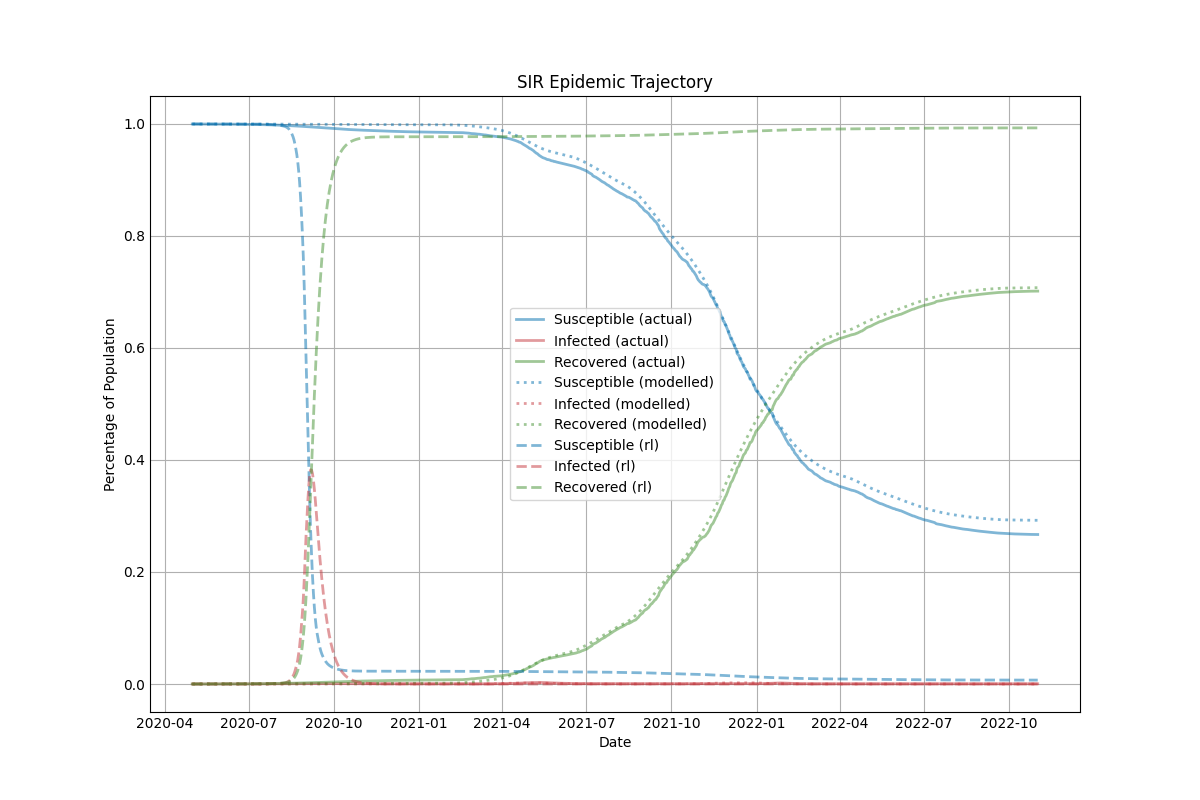 SIR Epidemic Trajectory
Percentage of Population
1.0
0.8
0.6
0.4
0.2
0.0
Susceptible (actual)
Infected (actual)
Recovered (actual)
Susceptible (modelled)
Infected (modelled)
Recovered (modelled)
Susceptible (rl)
Infected (rl)
Recovered (rl)
2020-04 2020-07 2020-10 2021-01 2021-04 2021-07 2021-10 2022-01 2022-04 2022-07 2022-10
Date